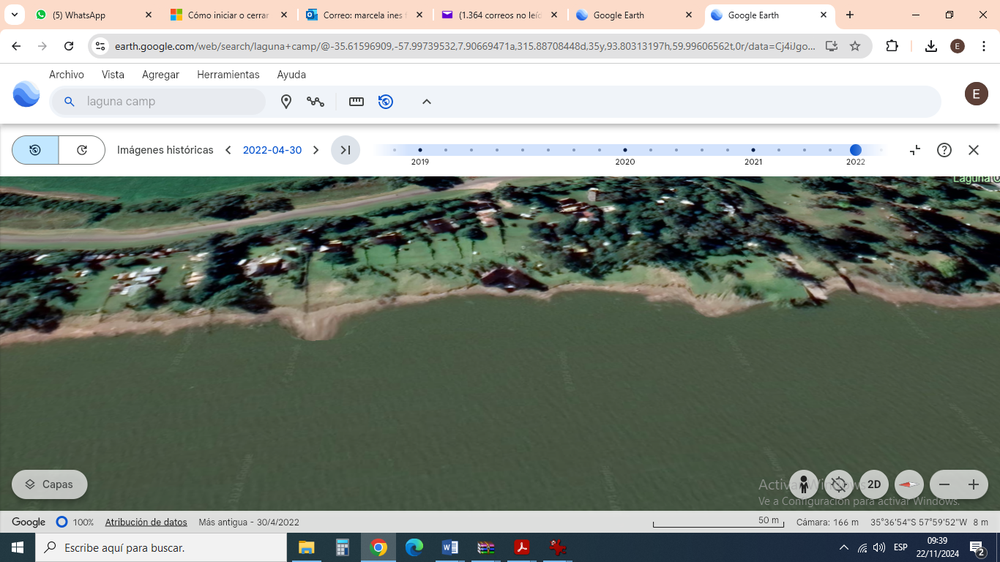 (5) WhatsApp
Cómo iniciar o cerrar
Correo: marcela ines f
(1.364 correos no leíd
Google Earth
Google Earth
earth.google.com/web/search/laguna+camp/@-35.61596909,-57.99739532,7.90669471a,315.88708448d,35y,93.80313197h,59.99606562t,0r/data=Cj4iJgo...
E
Archivo Vista Agregar Herramientas Ayuda
laguna camp
E
Imágenes históricas 2022-04-30
2019 2020 2021 2022
Capas
2D
Activar Windows
Ve a Configuración para activar Windows.
Google 100% Atribución de datos Más antigua - 30/4/2022
50 m
Cámara: 166 m 35°36'54"S 57°59'52"W 8 m
Escribe aquí para buscar.
ESP
09:39
22/11/2024
2